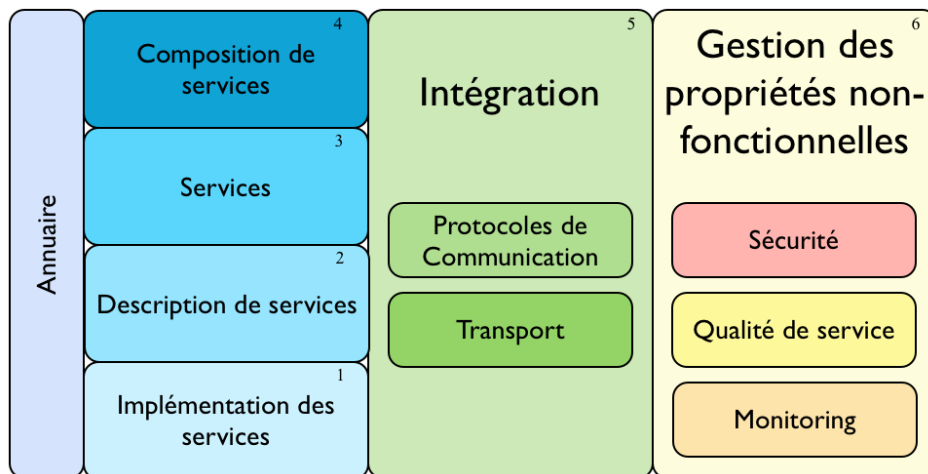 Annuaire
4
Composition de
services
3
Services
2
Description de services
1
Implémentation des
services
5
Intégration
Protocoles de
Communication
Transport
6
Gestion des
propriétés non-
fonctionnelles
Sécurité
Qualité de service
Monitoring